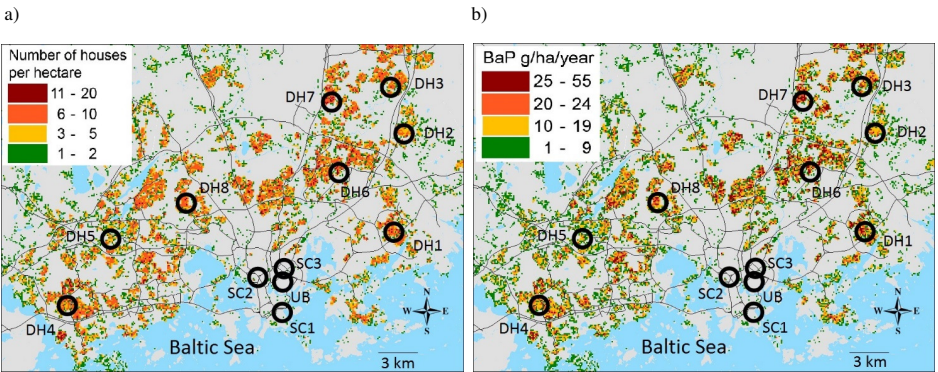 a)
Number of houses
per hectare
11 - 20
6 - 10
3 - 5
1 - 2
DH7
DH3
DH2
DH6
DH8
DH1
DH5
SC3
SC2
UB
DH4
SC1
Baltic Sea
N
W E
S
3 km
b)
BaP g/ha/year
25 - 55
20 - 24
10 - 19
1 - 9
DH7
DH3
DH2
DH6
DH8
DH1
DH5
SC3
SC2
UB
DH4
SC1
Baltic Sea
N
W E
S
3 km